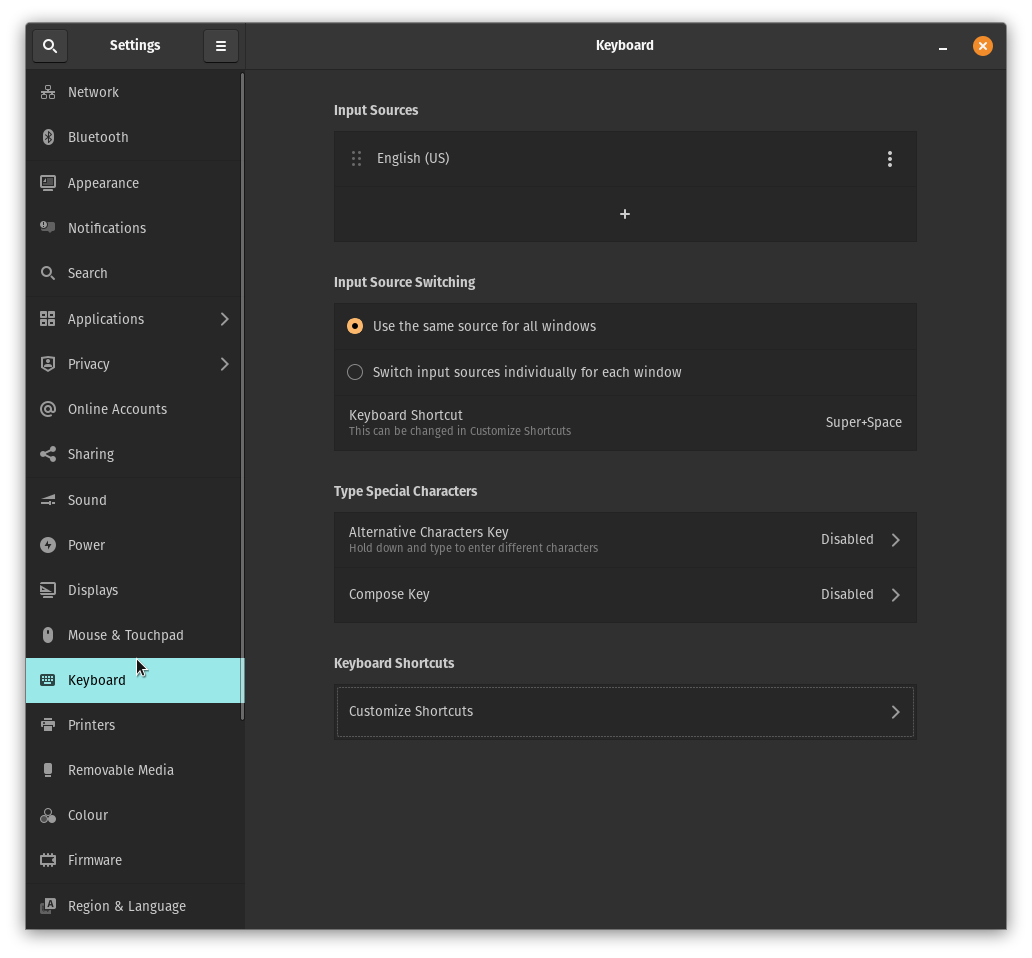 Settings
Keyboard
Network
Bluetooth
Appearance
Notifications
Search
Applications
Privacy
Online Accounts
Sharing
Sound
Power
Displays
Mouse & Touchpad
Keyboard
Printers
Removable Media
Colour
Firmware
Region & Language
Input Sources
English (US)
+
Input Source Switching
Use the same source for all windows
Switch input sources individually for each window
Keyboard Shortcut
This can be changed in Customize Shortcuts
Super+Space
Type Special Characters
Alternative Characters Key
Hold down and type to enter different characters
Disabled
Compose Key
Disabled
Keyboard Shortcuts
Customize Shortcuts